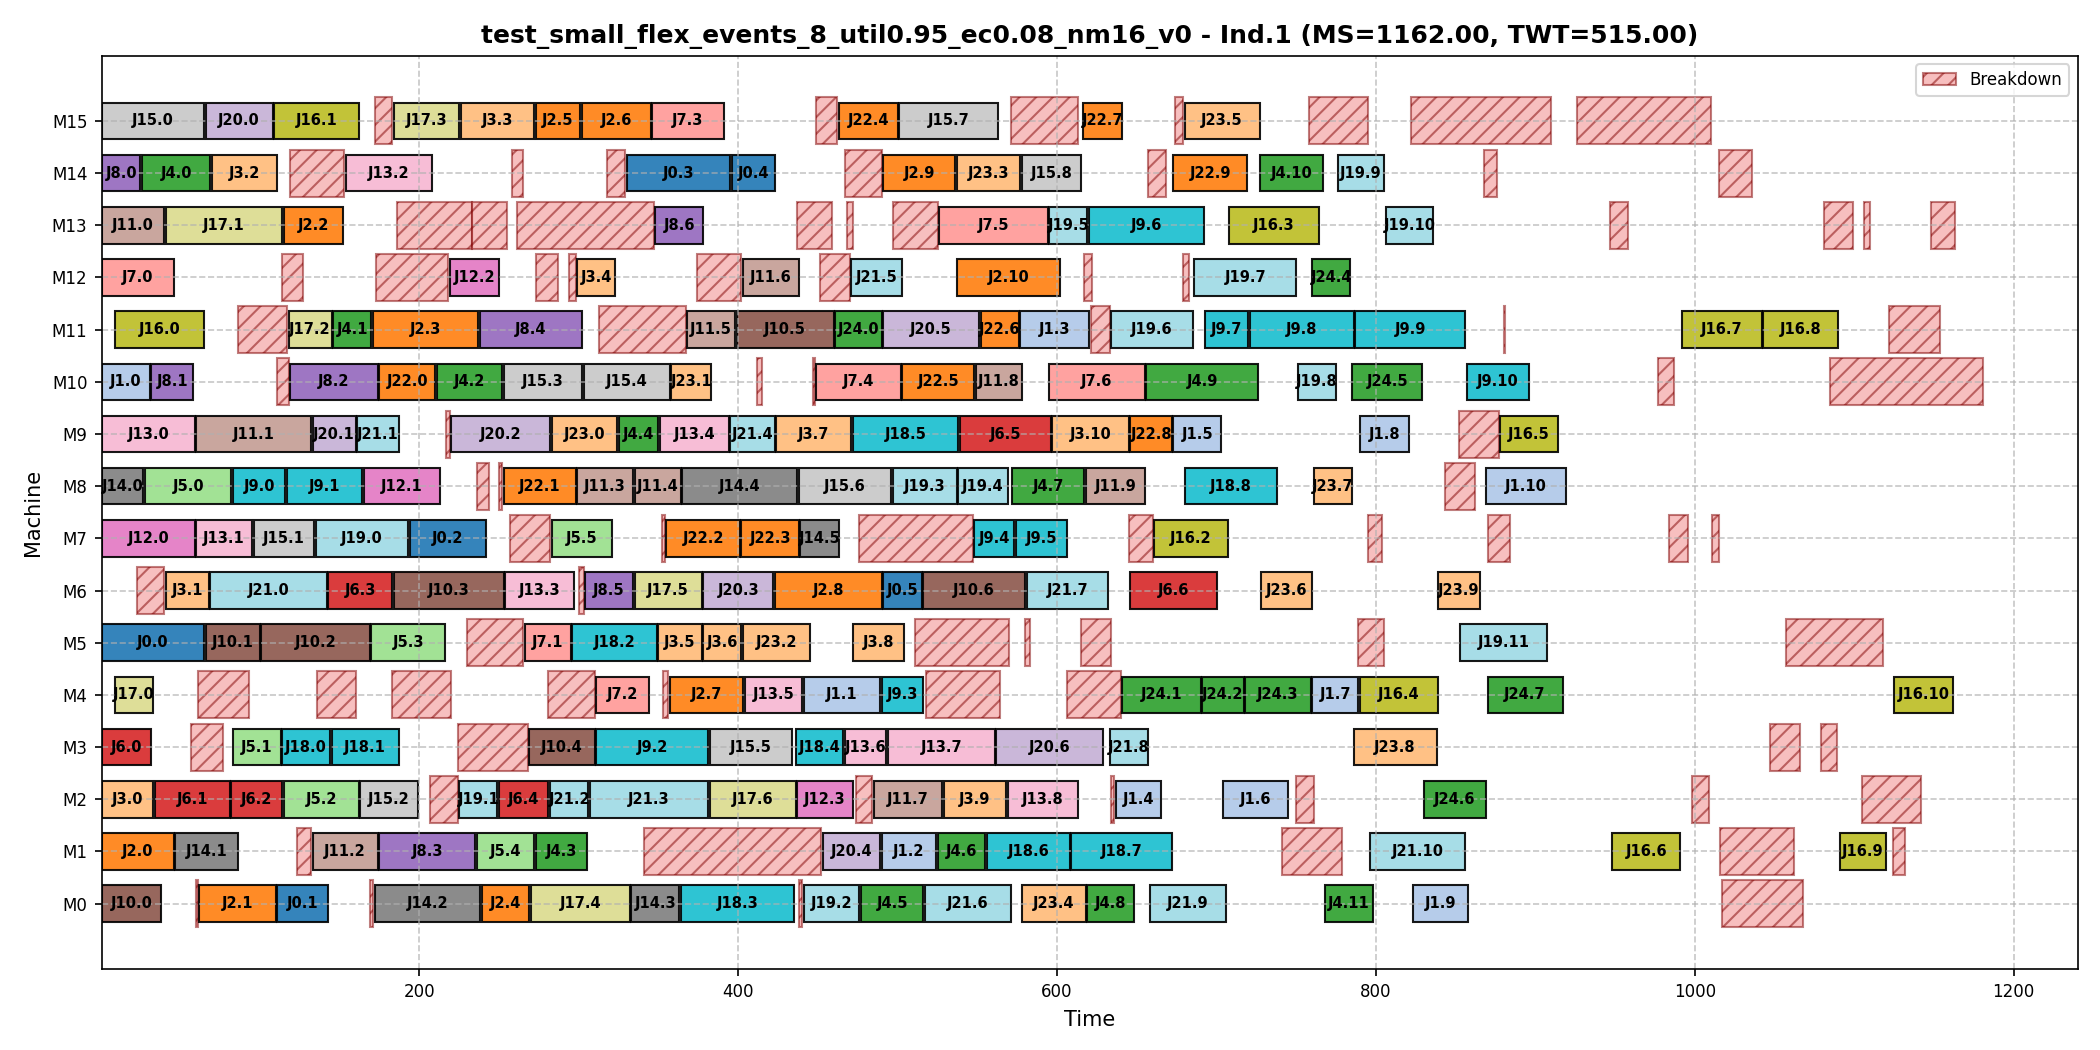 test_small_flex_events_8_util0.95_ec0.08_nm16_v0 - Ind.1 (MS=1162.00, TWT=515.00)
Breakdown
M15 J15.0 J20.0 J16.1 J17.3 J3.3 J2.5 J2.6 J7.3 J22.4 J15.7 J22.7 J23.5
M14 J8.0 J4.0 J3.2 J13.2 J0.3 J0.4 J2.9 J23.3 J15.8 J22.9 J4.10 J19.9
M13 J11.0 J17.1 J2.2 J8.6 J7.5 J19.5 J9.6 J16.3 J19.10
M12 J7.0 J12.2 J3.4 J11.6 J21.5 J2.10 J19.7 J24.4
M11 J16.0 J17.2 J4.1 J2.3 J8.4 J11.5 J10.5 J24.0 J20.5 J22.6 J1.3 J19.6 J9.7 J9.8 J9.9 J16.7 J16.8
M10 J1.0 J8.1 J8.2 J22.0 J4.2 J15.3 J15.4 J23.1 J7.4 J22.5 J11.8 J7.6 J4.9 J19.8 J24.5 J9.10
M9 J13.0 J11.1 J20.1 J21.1 J20.2 J23.0 J4.4 J13.4 J21.4 J3.7 J18.5 J6.5 J3.10 J22.8 J1.5 J1.8 J16.5
M8 J14.0 J5.0 J9.0 J9.1 J12.1 J22.1 J11.3 J11.4 J14.4 J15.6 J19.3 J19.4 J4.7 J11.9 J18.8 J23.7 J1.10
M7 J12.0 J13.1 J15.1 J19.0 J0.2 J5.5 J22.2 J22.3 J14.5 J9.4 J9.5 J16.2
M6 J3.1 J21.0 J6.3 J10.3 J13.3 J8.5 J17.5 J20.3 J2.8 J0.5 J10.6 J21.7 J6.6 J23.6 J23.9
M5 J0.0 J10.1 J10.2 J5.3 J7.1 J18.2 J3.5 J3.6 J23.2 J3.8 J19.11
M4 J17.0 J7.2 J2.7 J13.5 J1.1 J9.3 J24.1 J24.2 J24.3 J1.7 J16.4 J24.7 J16.10
M3 J6.0 J5.1 J18.0 J18.1 J10.4 J9.2 J15.5 J18.4 J13.6 J13.7 J20.6 J21.8 J23.8
M2 J3.0 J6.1 J6.2 J5.2 J15.2 J19.1 J6.4 J21.2 J21.3 J17.6 J12.3 J11.7 J3.9 J13.8 J1.4 J1.6 J24.6
M1 J2.0 J14.1 J11.2 J8.3 J5.4 J4.3 J20.4 J1.2 J4.6 J18.6 J18.7 J21.10 J16.6 J16.9
M0 J10.0 J2.1 J0.1 J14.2 J2.4 J17.4 J14.3 J18.3 J19.2 J4.5 J21.6 J23.4 J4.8 J21.9 J4.11 J1.9
Machine
200 400 600 800 1000 1200
Time